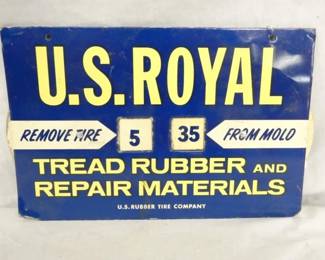 U.S. ROYAL
REMOVE TIRE 5 35 FROM MOLD
TREAD RUBBER AND
REPAIR MATERIALS
U.S. RUBBER TIRE COMPANY